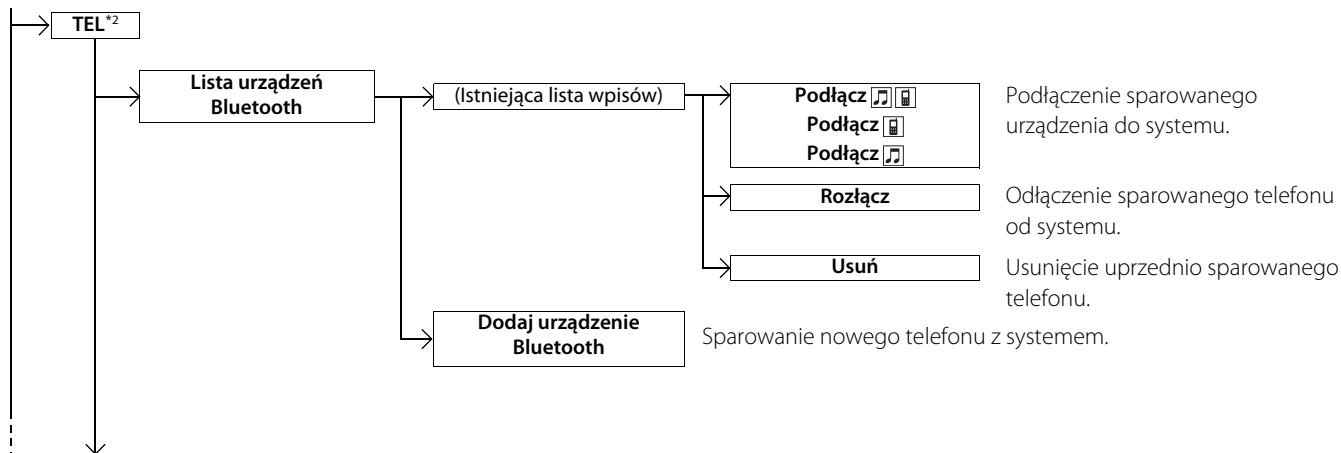 TEL*2
Lista urządzeń
Bluetooth
(Istniejąca lista wpisów)
Podłącz
Podłącz
Podłącz
Podłączenie sparowanego
urządzenia do systemu.
Rozłącz
Odłączenie sparowanego telefonu
od systemu.
Usuń
Usunięcie uprzednio sparowanego
telefonu.
Dodaj urządzenie
Bluetooth
Sparowanie nowego telefonu z systemem.